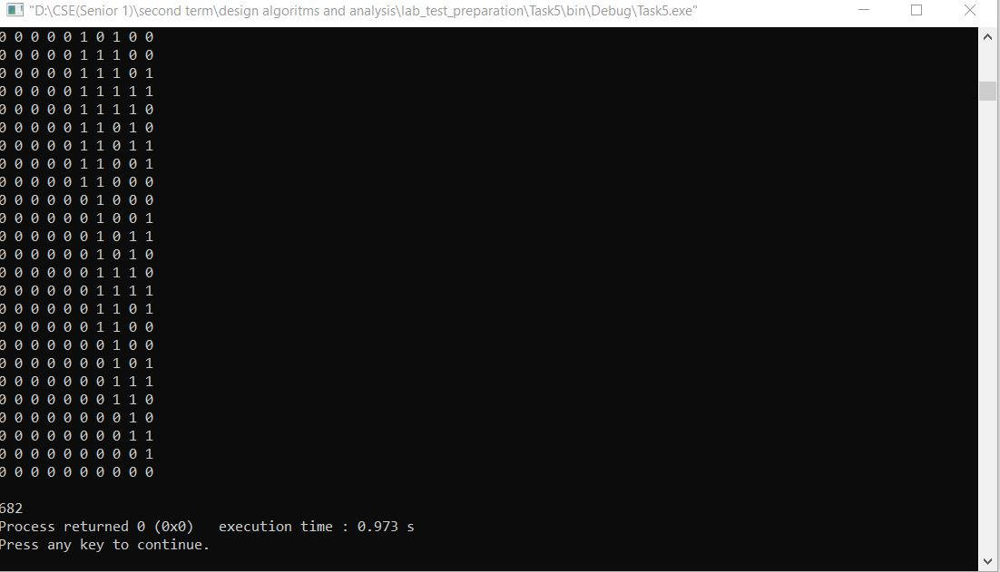 "D:\CSE(Senior 1)\second term\design algoritms and analysis\lab_test_preparation\Task5\bin\Debug\Task5.exe"
0 0 0 0 0 1 0 1 0 0
0 0 0 0 0 1 1 1 0 0
0 0 0 0 0 1 1 1 0 1
0 0 0 0 0 1 1 1 1 1
0 0 0 0 0 1 1 1 1 0
0 0 0 0 0 1 1 0 1 0
0 0 0 0 0 1 1 0 1 1
0 0 0 0 0 1 1 0 0 1
0 0 0 0 0 1 1 0 0 0
0 0 0 0 0 0 1 0 0 0
0 0 0 0 0 0 1 0 0 1
0 0 0 0 0 0 1 0 1 1
0 0 0 0 0 0 1 0 1 0
0 0 0 0 0 0 1 1 1 0
0 0 0 0 0 0 1 1 1 1
0 0 0 0 0 0 1 1 0 1
0 0 0 0 0 0 1 1 0 0
0 0 0 0 0 0 0 1 0 0
0 0 0 0 0 0 0 1 0 1
0 0 0 0 0 0 0 1 1 1
0 0 0 0 0 0 0 1 1 0
0 0 0 0 0 0 0 0 1 0
0 0 0 0 0 0 0 0 1 1
0 0 0 0 0 0 0 0 0 1
0 0 0 0 0 0 0 0 0 0
682
Process returned 0 (0x0)   execution time : 0.973 s
Press any key to continue.